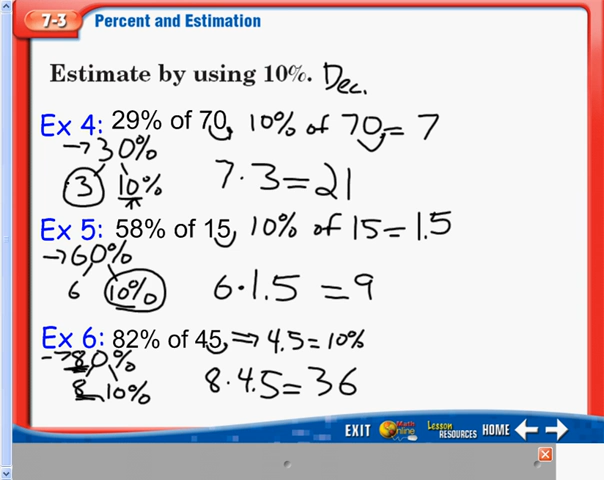 7-3 Percent and Estimation
Estimate by using 10%. Dec.
Ex 4: 29% of 70, 10% of 70 = 7
→ 30%
3 10% 7 · 3 = 21
Ex 5: 58% of 15, 10% of 15 = 1.5
→ 60%
6 10% 6 · 1.5 = 9
Ex 6: 82% of 45, ⇒ 4.5 = 10%
→ 80%
8 10% 8 · 4.5 = 36
EXIT Math Online Lesson RESOURCES HOME